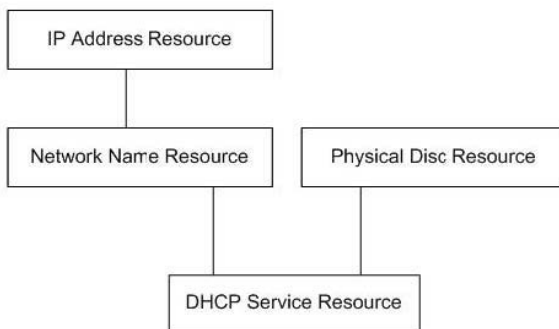 IP Address Resource
Network Name Resource
Physical Disc Resource
DHCP Service Resource